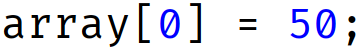 array[0] = 50;